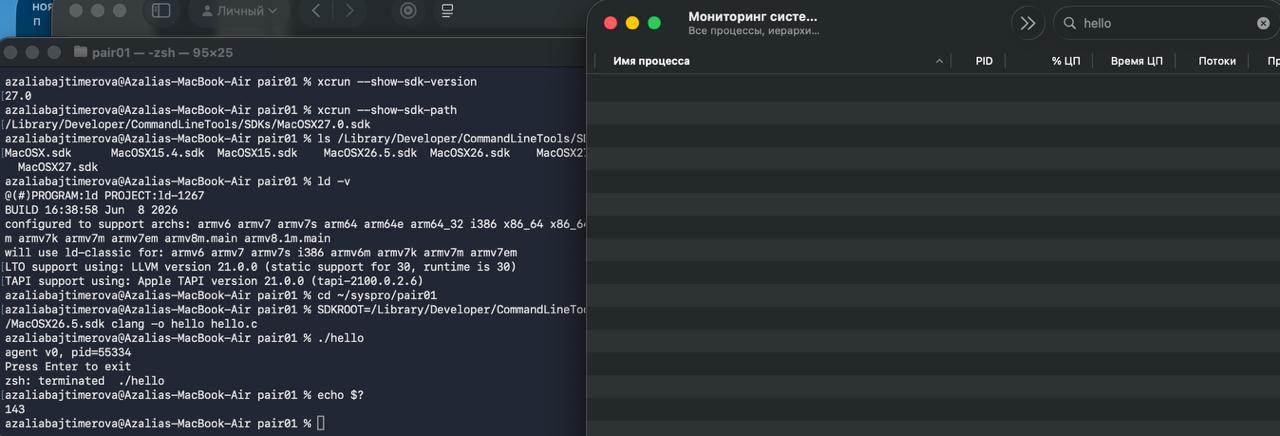 НОЯ
П
Личный
pair01 — -zsh — 95×25
azaliabajtimerova@Azalias-MacBook-Air pair01 % xcrun --show-sdk-version
27.0
azaliabajtimerova@Azalias-MacBook-Air pair01 % xcrun --show-sdk-path
/Library/Developer/CommandLineTools/SDKs/MacOSX27.0.sdk
azaliabajtimerova@Azalias-MacBook-Air pair01 % ls /Library/Developer/CommandLineTools/SD
MacOSX.sdk MacOSX15.4.sdk MacOSX15.sdk MacOSX26.5.sdk MacOSX26.sdk MacOSX27
MacOSX27.sdk
azaliabajtimerova@Azalias-MacBook-Air pair01 % ld -v
@(#)PROGRAM:ld PROJECT:ld-1267
BUILD 16:38:58 Jun 8 2026
configured to support archs: armv6 armv7 armv7s arm64 arm64e arm64_32 i386 x86_64 x86_64
m armv7k armv7m armv7em armv8m.main armv8.1m.main
will use ld-classic for: armv6 armv7 armv7s i386 armv6m armv7k armv7m armv7em
LTO support using: LLVM version 21.0.0 (static support for 30, runtime is 30)
TAPI support using: Apple TAPI version 21.0.0 (tapi-2100.0.2.6)
azaliabajtimerova@Azalias-MacBook-Air pair01 % cd ~/syspro/pair01
azaliabajtimerova@Azalias-MacBook-Air pair01 % SDKROOT=/Library/Developer/CommandLineToo
/MacOSX26.5.sdk clang -o hello hello.c
azaliabajtimerova@Azalias-MacBook-Air pair01 % ./hello
agent v0, pid=55334
Press Enter to exit
zsh: terminated ./hello
azaliabajtimerova@Azalias-MacBook-Air pair01 % echo $?
143
azaliabajtimerova@Azalias-MacBook-Air pair01 %
Мониторинг систе...
Все процессы, иерархи...
hello
Имя процесса PID % ЦП Время ЦП Потоки Пр